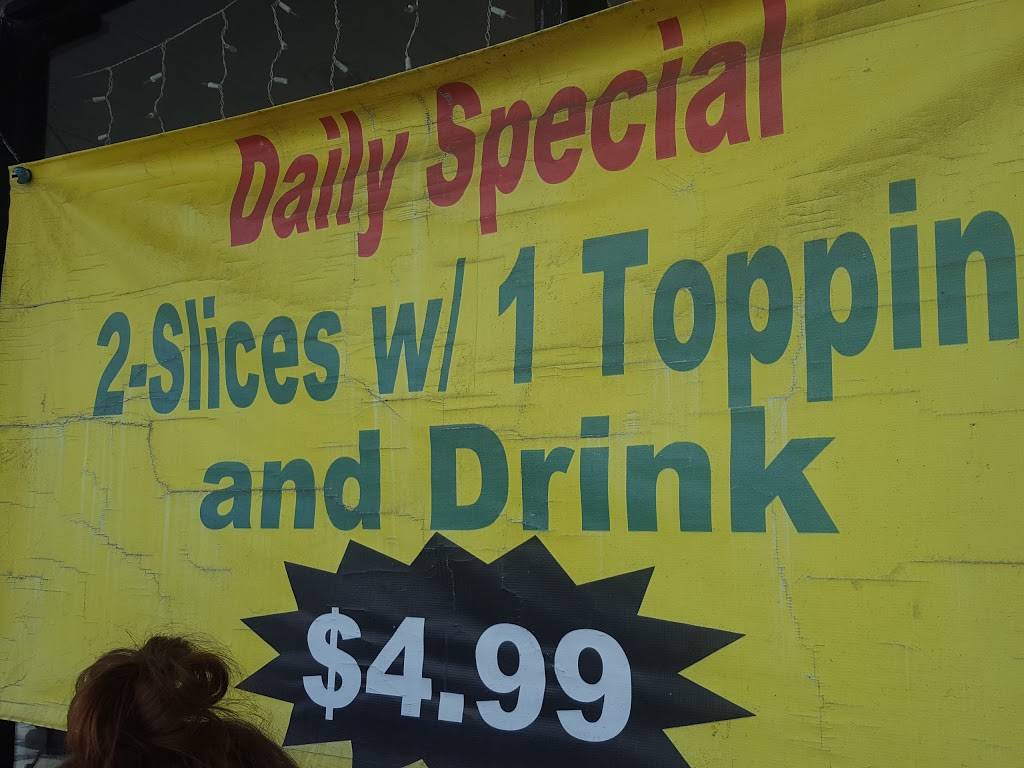 Daily Special
2-Slices w/ 1 Toppin
and Drink
$4.99